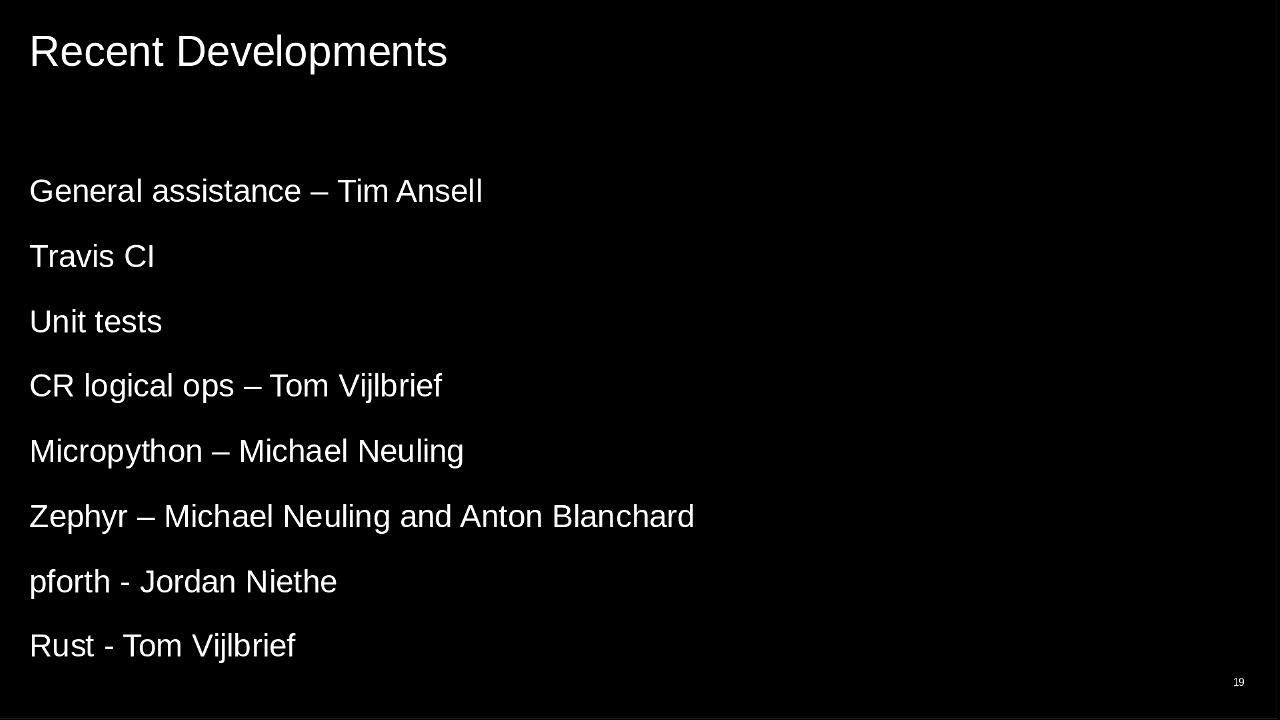 Recent Developments
General assistance – Tim Ansell
Travis CI
Unit tests
CR logical ops – Tom Vijlbrief
Micropython – Michael Neuling
Zephyr – Michael Neuling and Anton Blanchard
pforth - Jordan Niethe
Rust - Tom Vijlbrief
19